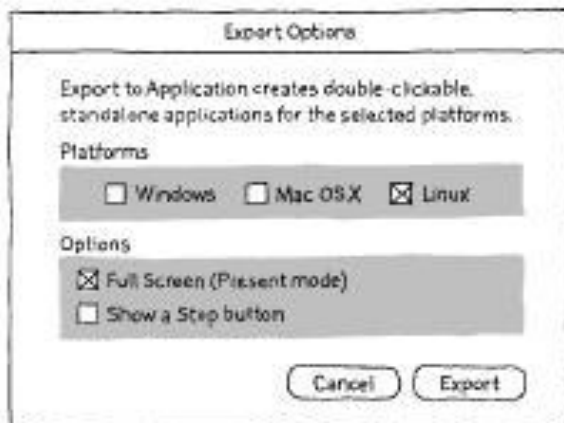 Export Options
Export to Application creates double-clickable,
standalone applications for the selected platforms.
Platforms
Windows Mac OS X Linux
Options
Full Screen (Present mode)
Show a Stop button
Cancel Export